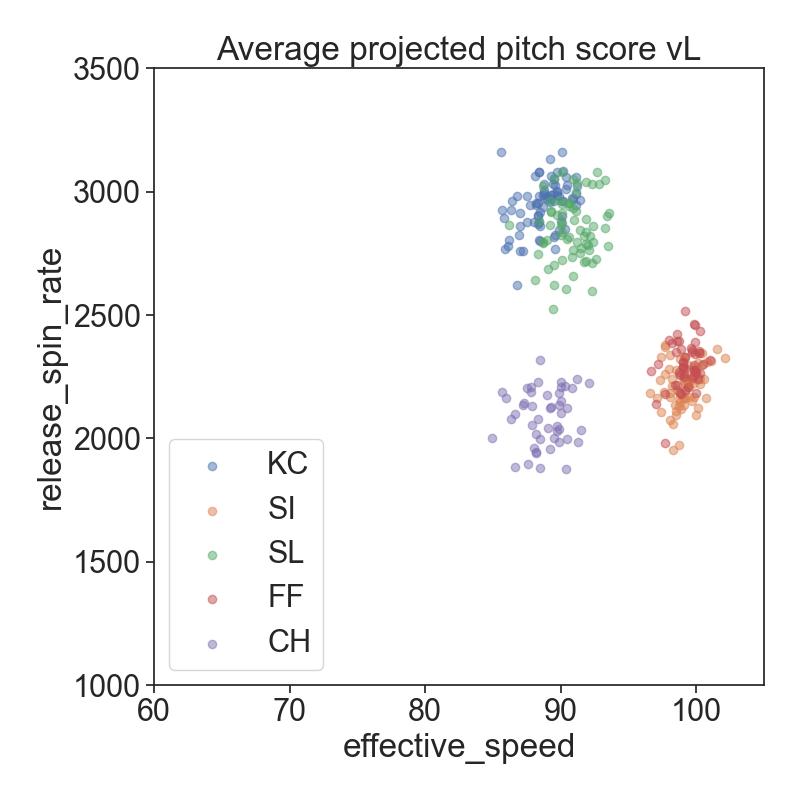 Average projected pitch score vL
3500
3000
2500
2000
1500
1000
release_spin_rate
KC
SI
SL
FF
CH
60 70 80 90 100
effective_speed